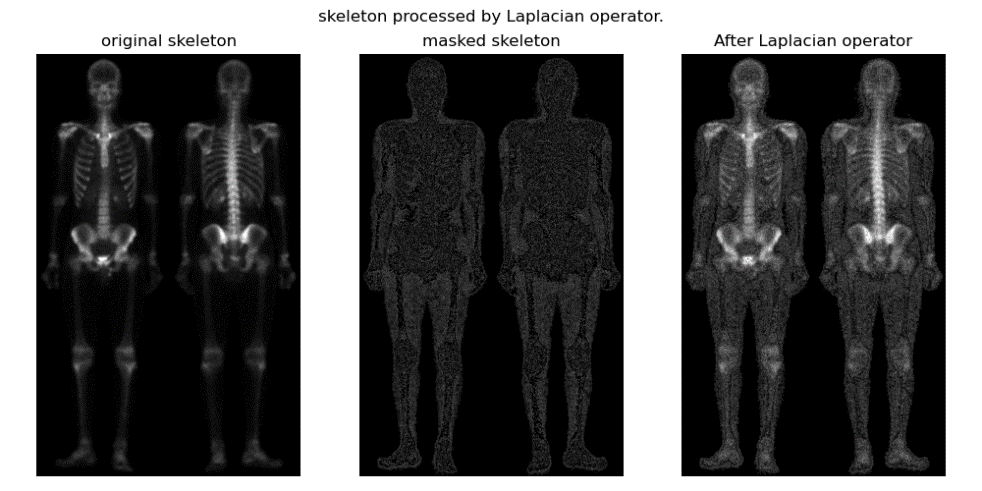 skeleton processed by Laplacian operator.
original skeleton
masked skeleton
After Laplacian operator